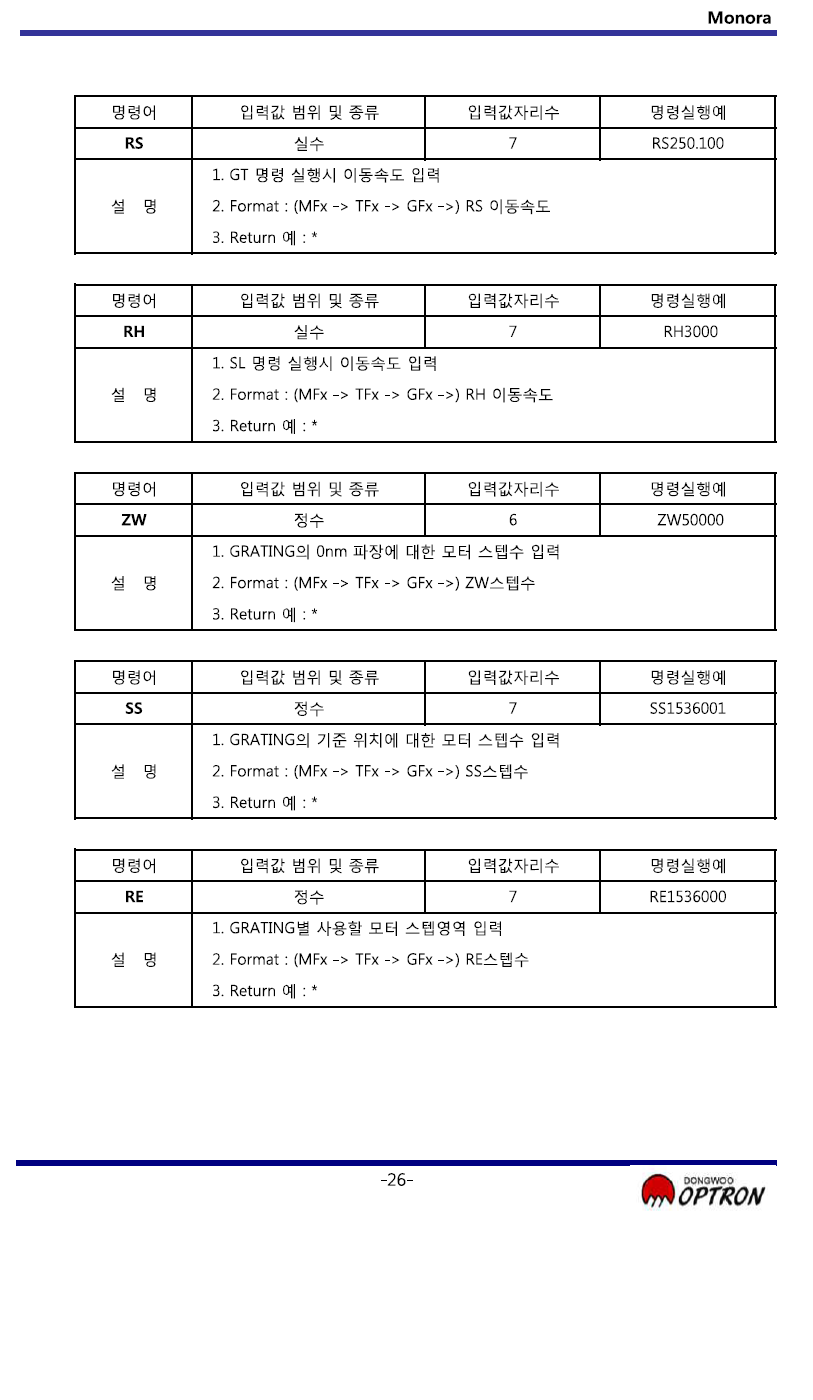 Monora
명령어 입력값 범위 및 종류 입력값자리수 명령실행예
RS 실수 7 RS250.100
설 명
1. GT 명령 실행시 이동속도 입력
2. Format : (MFx -> TFx -> GFx ->) RS 이동속도
3. Return 예 : *
명령어 입력값 범위 및 종류 입력값자리수 명령실행예
RH 실수 7 RH3000
설 명
1. SL 명령 실행시 이동속도 입력
2. Format : (MFx -> TFx -> GFx ->) RH 이동속도
3. Return 예 : *
명령어 입력값 범위 및 종류 입력값자리수 명령실행예
ZW 정수 6 ZW50000
설 명
1. GRATING의 0nm 파장에 대한 모터 스텝수 입력
2. Format : (MFx -> TFx -> GFx ->) ZW스텝수
3. Return 예 : *
명령어 입력값 범위 및 종류 입력값자리수 명령실행예
SS 정수 7 SS1536001
설 명
1. GRATING의 기준 위치에 대한 모터 스텝수 입력
2. Format : (MFx -> TFx -> GFx ->) SS스텝수
3. Return 예 : *
명령어 입력값 범위 및 종류 입력값자리수 명령실행예
RE 정수 7 RE1536000
설 명
1. GRATING별 사용할 모터 스텝영역 입력
2. Format : (MFx -> TFx -> GFx ->) RE스텝수
3. Return 예 : *
-26-
DONGWOO
OPTRON